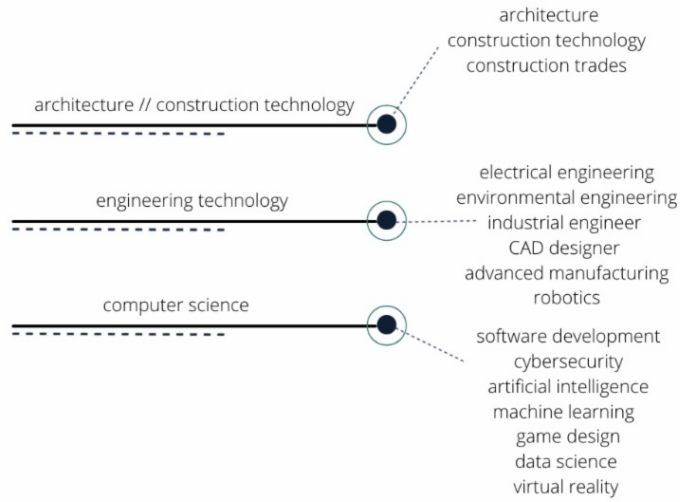 architecture
construction technology
construction trades
architecture // construction technology
electrical engineering
environmental engineering
engineering technology
industrial engineer
CAD designer
advanced manufacturing
robotics
computer science
software development
cybersecurity
artificial intelligence
machine learning
game design
data science
virtual reality